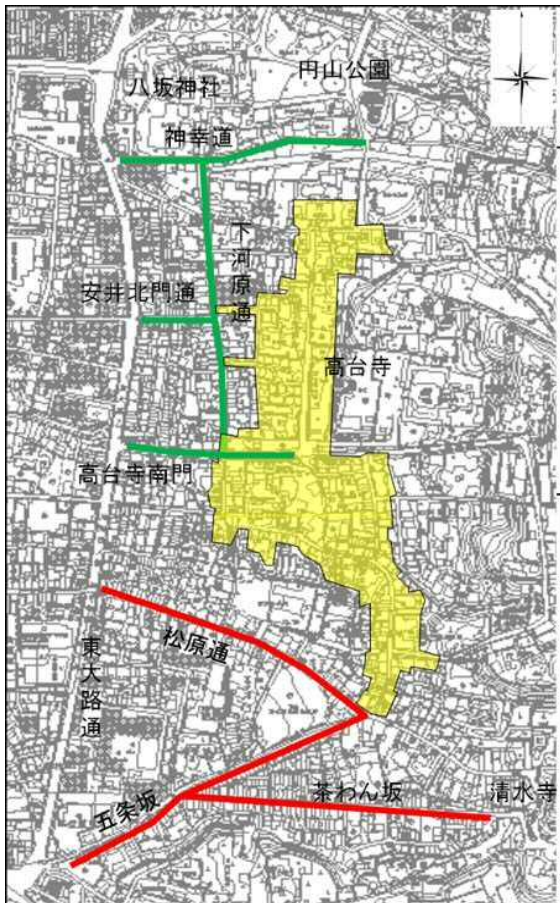 円山公園
八坂神社
神幸道
下河原通
安井北門通
高台寺
高台寺南門
松原通
東大路通
茶わん坂
清水寺
五条坂